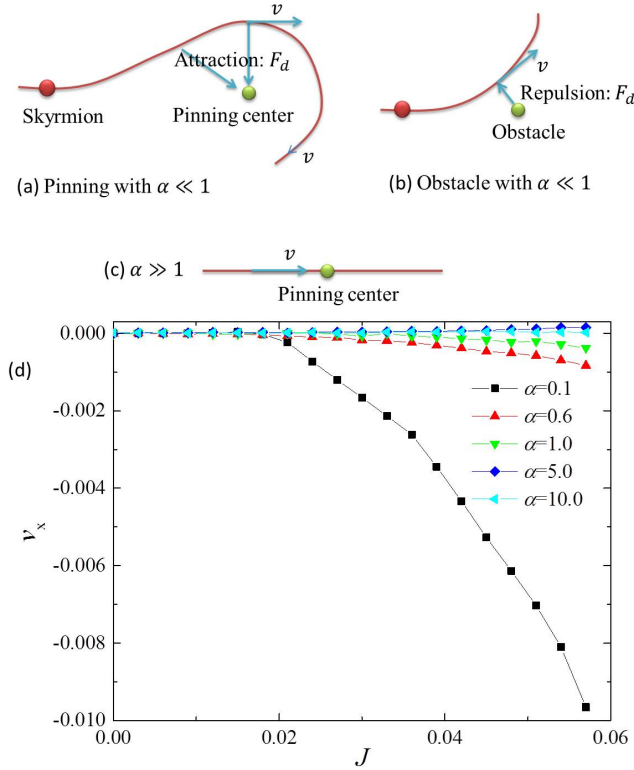 v
Attraction: F_d
Skyrmion
Pinning center
v
(a) Pinning with α ≪ 1
v
Repulsion: F_d
Obstacle
(b) Obstacle with α ≪ 1
(c) α ≫ 1
v
Pinning center
(d)
0.000
-0.002
-0.004
-0.006
-0.008
-0.010
v_x
α=0.1
α=0.6
α=1.0
α=5.0
α=10.0
0.00
0.02
0.04
0.06
J